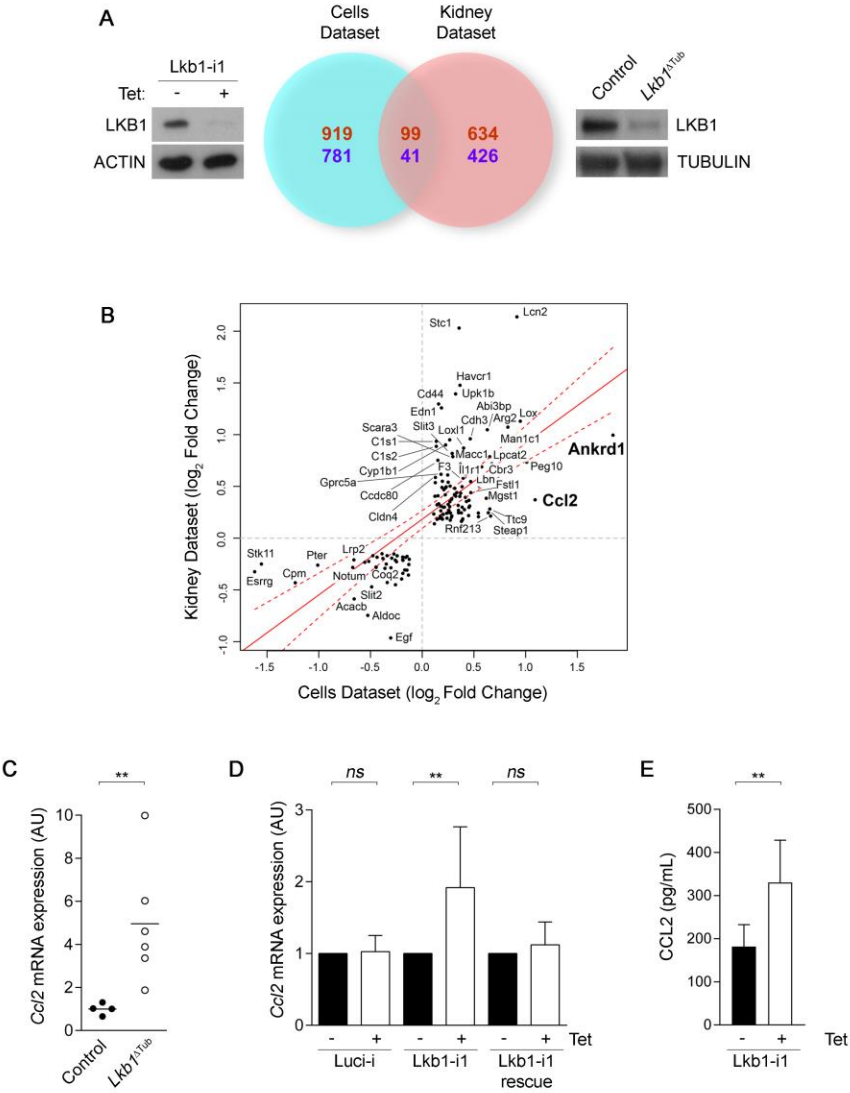 A
Cells
Dataset
Kidney
Dataset
Lkb1-i1
Tet: - +
LKB1
ACTIN
919 99 634
781 41 426
Control
Lkb1ΔTub
LKB1
TUBULIN
B
Kidney Dataset (log2 Fold Change)
2.0
1.5
1.0
0.5
0.0
-0.5
-1.0
Lcn2
Stc1
Havcr1
Cd44
Upk1b
Edn1
Abi3bp
Scara3
Slit3
Loxl1
Cdh3
Arg2
Lox
C1s1
Man1c1
Ankrd1
C1s2
Macc1
Lpcat2
Cyp1b1
F3
Il1r1
Cbr3
Peg10
Gprc5a
Lbn
Fstl1
Ccdc80
Mgst1
Ccl2
Cldn4
Rnf213
Ttc9
Steap1
Stk11
Pter
Lrp2
Esrrg
Cpm
Notum
Coq2
Slit2
Acacb
Aldoc
Egf
-1.5 -1.0 -0.5 0.0 0.5 1.0 1.5
Cells Dataset (log2 Fold Change)
C
**
Ccl2 mRNA expression (AU)
10
8
6
4
2
0
Control
Lkb1ΔTub
D
ns ** ns
Ccl2 mRNA expression (AU)
3
2
1
0
- + - + - + Tet
Luci-i Lkb1-i1 Lkb1-i1
rescue
E
**
CCL2 (pg/mL)
500
400
300
200
100
0
- + Tet
Lkb1-i1